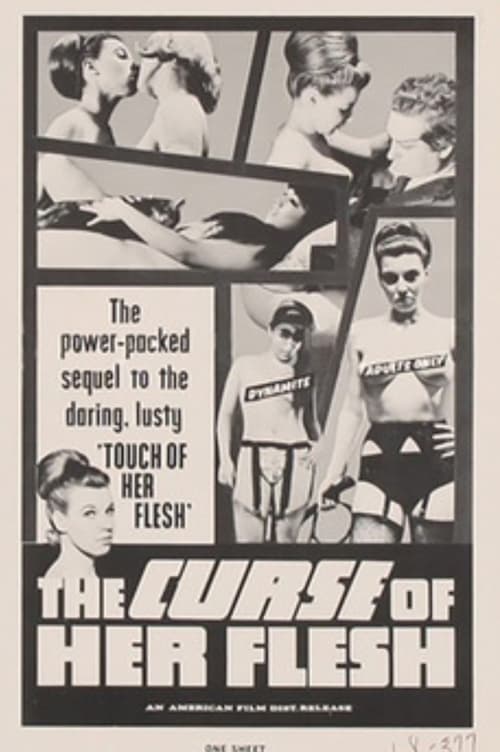 The
power-packed
sequel to the
daring, lusty
"TOUCH OF
HER
FLESH"
DYNAMITE
ADULTS ONLY
THE CURSE OF
HER FLESH
AN AMERICAN FILM DIST. RELEASE
ONE SHEET